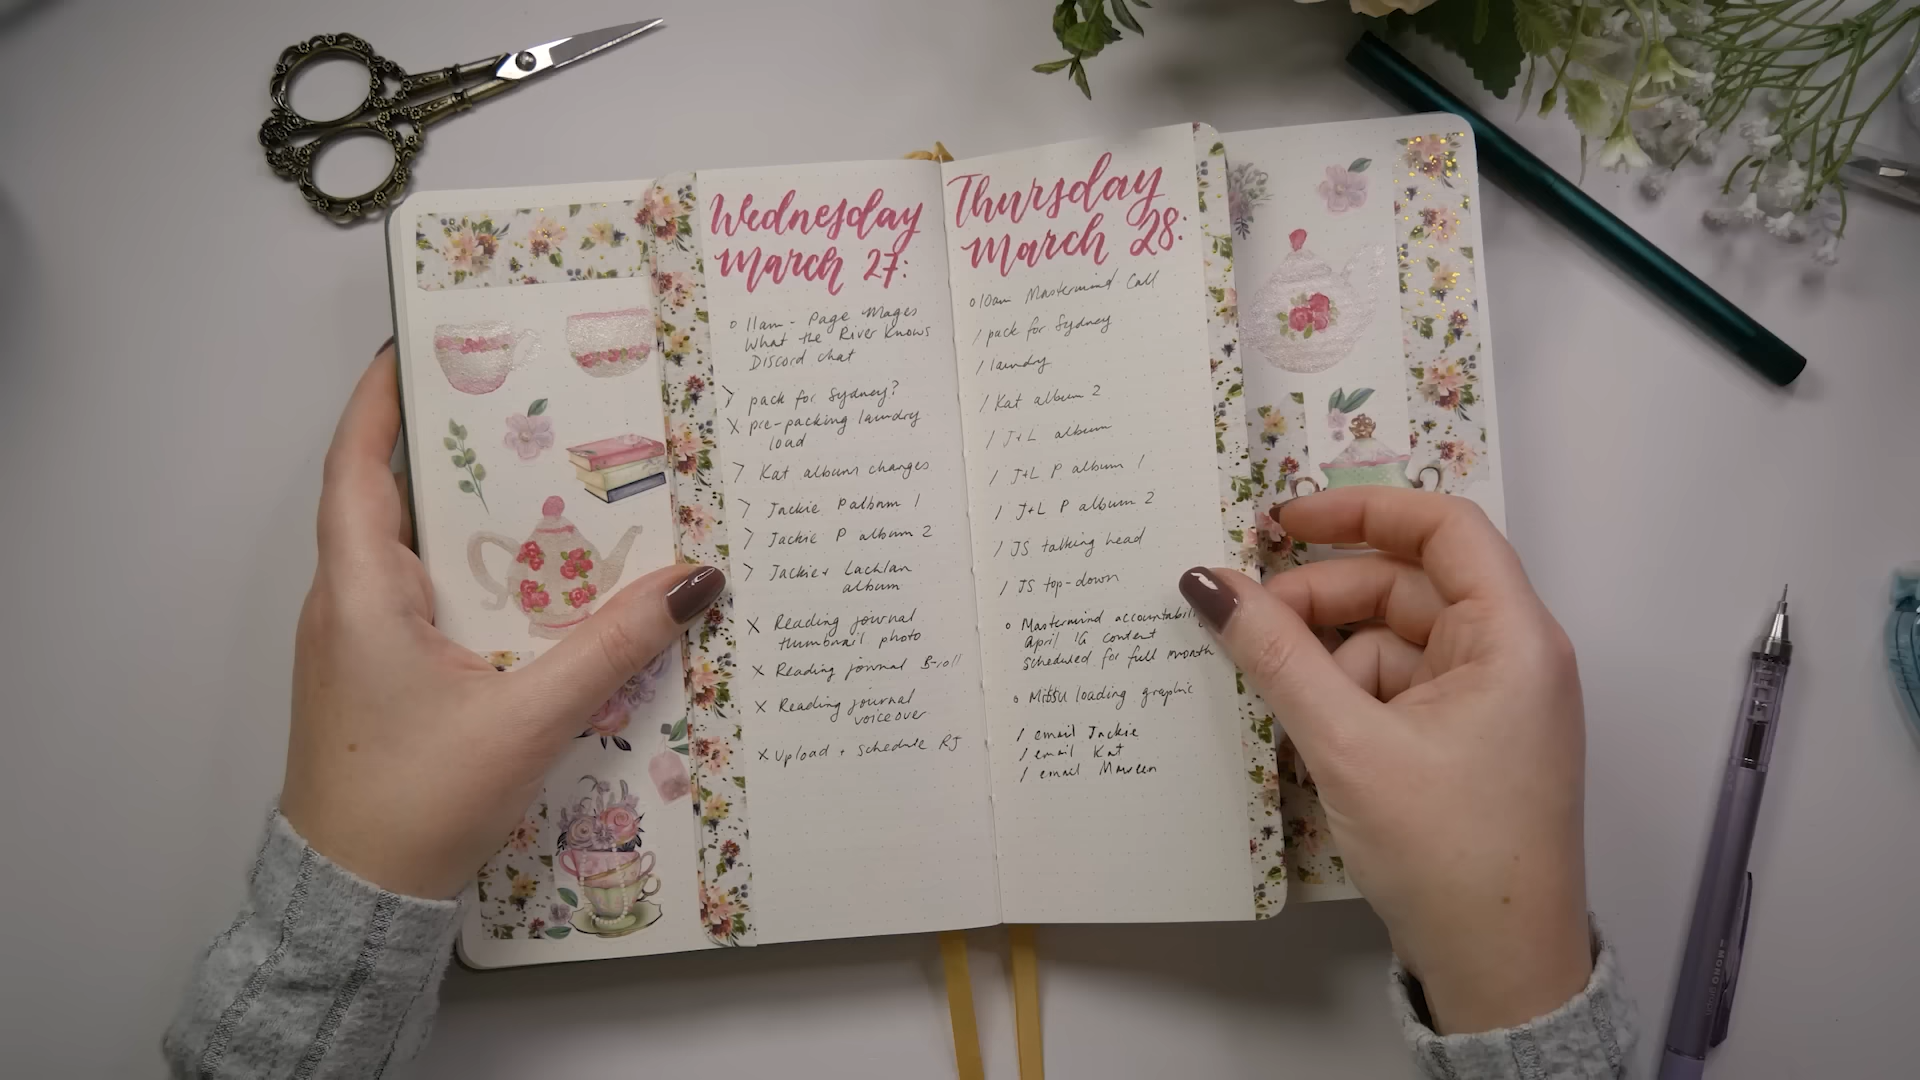 Wednesday
March 27:
o 11am - Page Mages
What the River Knows
Discord chat
> pack for Sydney?
X pre-packing laundry
load
> Kat album changes
> Jackie P album 1
> Jackie P album 2
> Jackie + Lachlan
album
X Reading journal
thumbnail photo
X Reading journal B-roll
X Reading journal
voiceover
X Upload + schedule RJ
Thursday
March 28:
o 10am Mastermind Call
/ pack for Sydney
/ laundry
/ Kat album 2
/ J+L album
/ J+L P album 1
/ J+L P album 2
/ JS talking head
/ JS top-down
o Mastermind accountabili
April IG content
scheduled for full month
o Mitsu loading graphic
/ email Jackie
/ email Kat
/ email Maureen
MONO